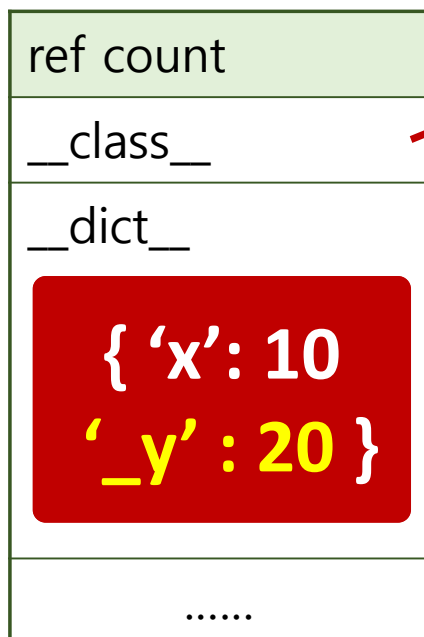 ref count
__class__
__dict__
{ ‘x’: 10
‘_y’ : 20 }
......